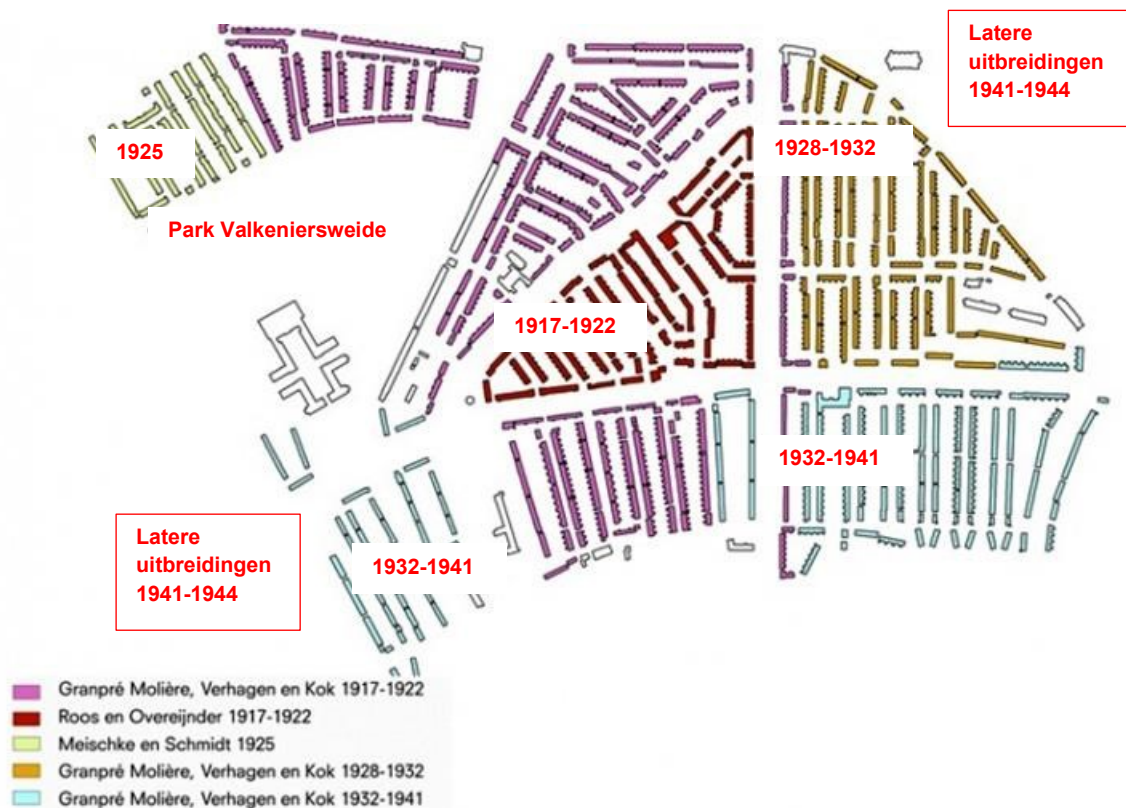 Latere
uitbreidingen
1941-1944
1925
1928-1932
Park Valkeniersweide
1917-1922
1932-1941
Latere
uitbreidingen
1941-1944
1932-1941
Granpré Molière, Verhagen en Kok 1917-1922
Roos en Overeijnder 1917-1922
Meischke en Schmidt 1925
Granpré Molière, Verhagen en Kok 1928-1932
Granpré Molière, Verhagen en Kok 1932-1941